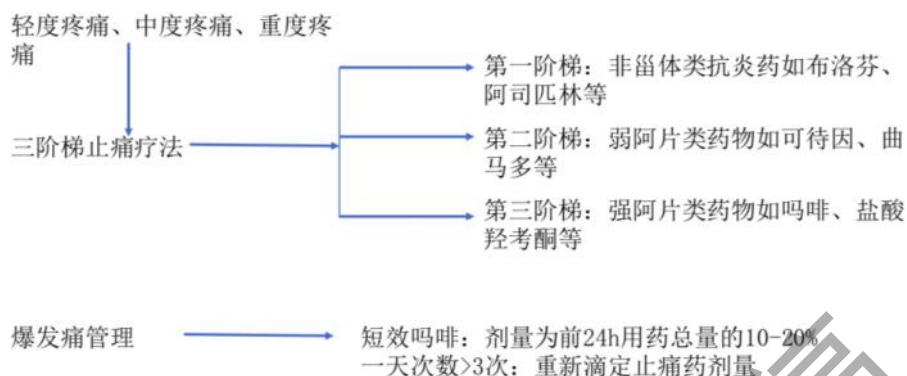 轻度疼痛、中度疼痛、重度疼
痛
三阶梯止痛疗法
第一阶梯：非甾体类抗炎药如布洛芬、
阿司匹林等
第二阶梯：弱阿片类药物如可待因、曲
马多等
第三阶梯：强阿片类药物如吗啡、盐酸
羟考酮等
爆发痛管理
短效吗啡：剂量为前24h用药总量的10-20%
一天次数>3次：重新滴定止痛药剂量